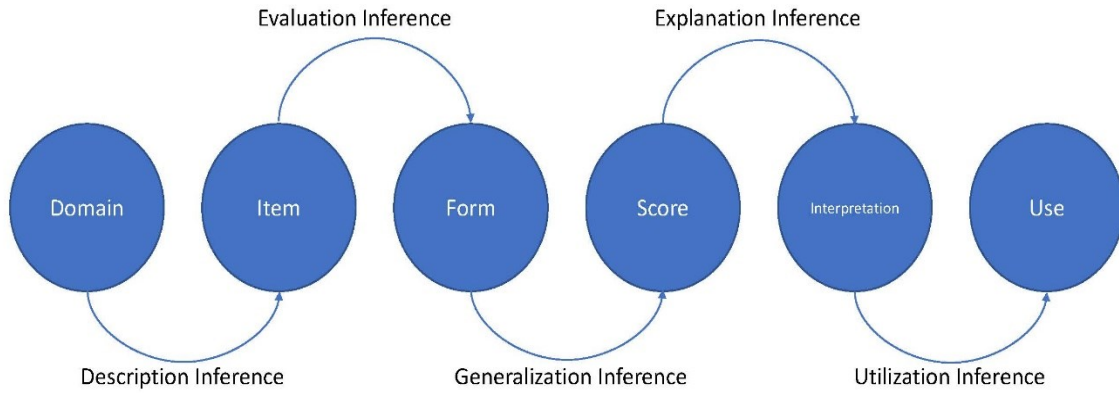 Evaluation Inference
Explanation Inference
Domain
Item
Form
Score
Interpretation
Use
Description Inference
Generalization Inference
Utilization Inference